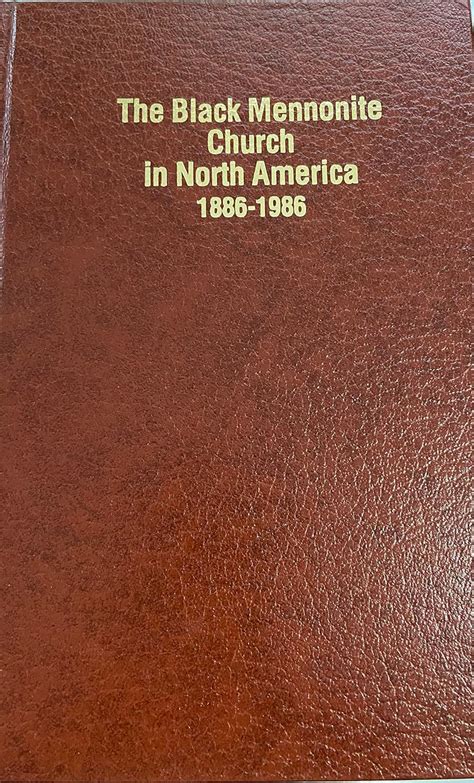 The Black Mennonite
Church
in North America
1886-1986